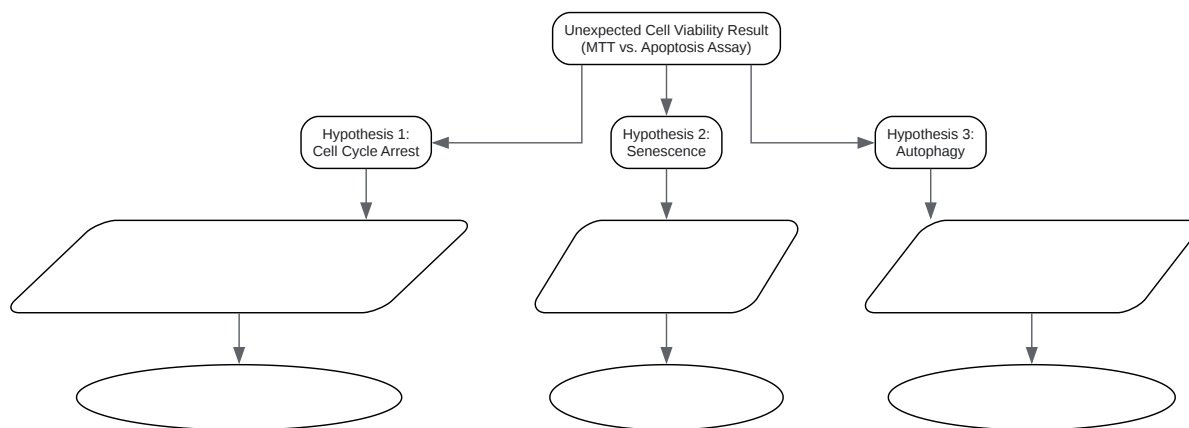 Unexpected Cell Viability Result
(MTT vs. Apoptosis Assay)
Hypothesis 1:
Cell Cycle Arrest
Hypothesis 2:
Senescence
Hypothesis 3:
Autophagy